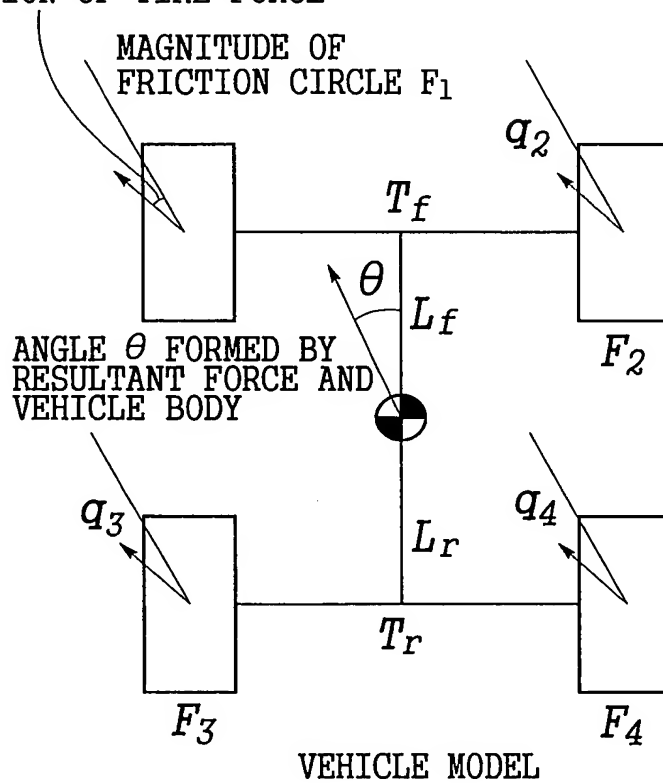 MAGNITUDE OF
FRICTION CIRCLE F1
q2
Tf
θ
Lf
F2
ANGLE θ FORMED BY
RESULTANT FORCE AND
VEHICLE BODY
q3
q4
Lr
Tr
F3
F4
VEHICLE MODEL